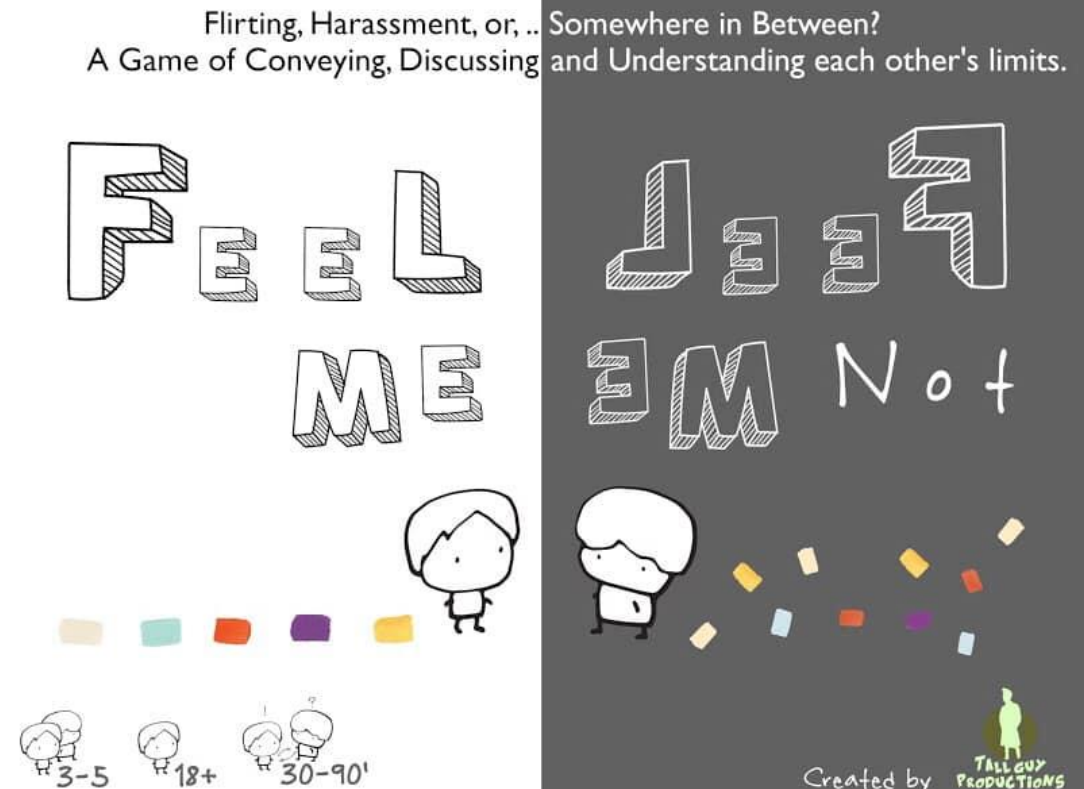 Flirting, Harassment, or, .. Somewhere in Between?
A Game of Conveying, Discussing and Understanding each other's limits.
FEEL
ME
FEEL
ME Not
!
?
3-5
18+
30-90'
Created by
TALL GUY
PRODUCTIONS